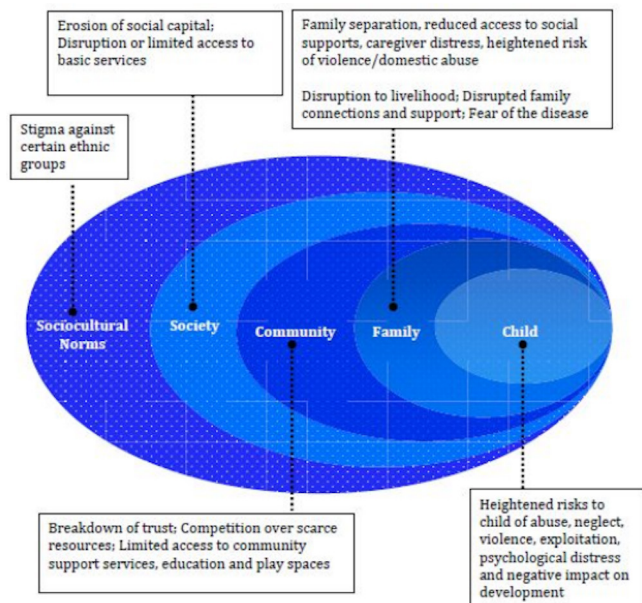 Erosion of social capital;
Disruption or limited access to
basic services
Family separation, reduced access to social
supports, caregiver distress, heightened risk
of violence/domestic abuse
Disruption to livelihood; Disrupted family
connections and support; Fear of the disease
Stigma against
certain ethnic
groups
Sociocultural
Norms
Society
Community
Family
Child
Breakdown of trust; Competition over scarce
resources; Limited access to community
support services, education and play spaces
Heightened risks to
child of abuse, neglect,
violence, exploitation,
psychological distress
and negative impact on
development